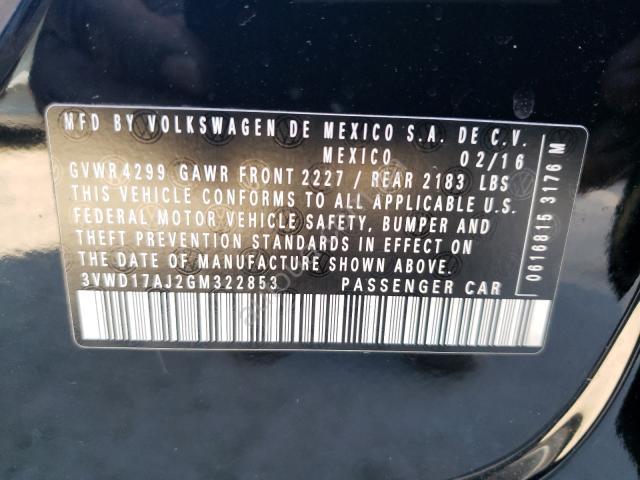 MFD BY VOLKSWAGEN DE MEXICO S.A. DE C.V.
MEXICO 02/16
GVWR 4299 GAWR FRONT 2227 / REAR 2183 LBS
THIS VEHICLE CONFORMS TO ALL APPLICABLE U.S.
FEDERAL MOTOR VEHICLE SAFETY, BUMPER AND
THEFT PREVENTION STANDARDS IN EFFECT ON
THE DATE OF MANUFACTURE SHOWN ABOVE.
3VWD17AJ2GM322853 PASSENGER CAR
0616815 3176 M